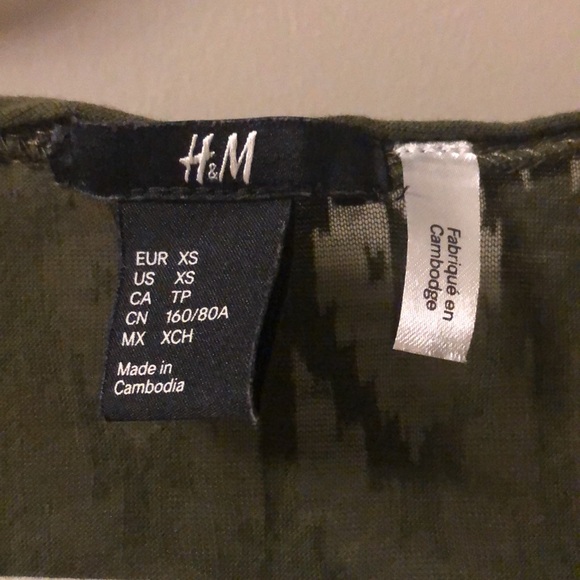 H&M
EUR XS
US XS
CA TP
CN 160/80A
MX XCH
Made in
Cambodia
Fabriqué en
Cambodge